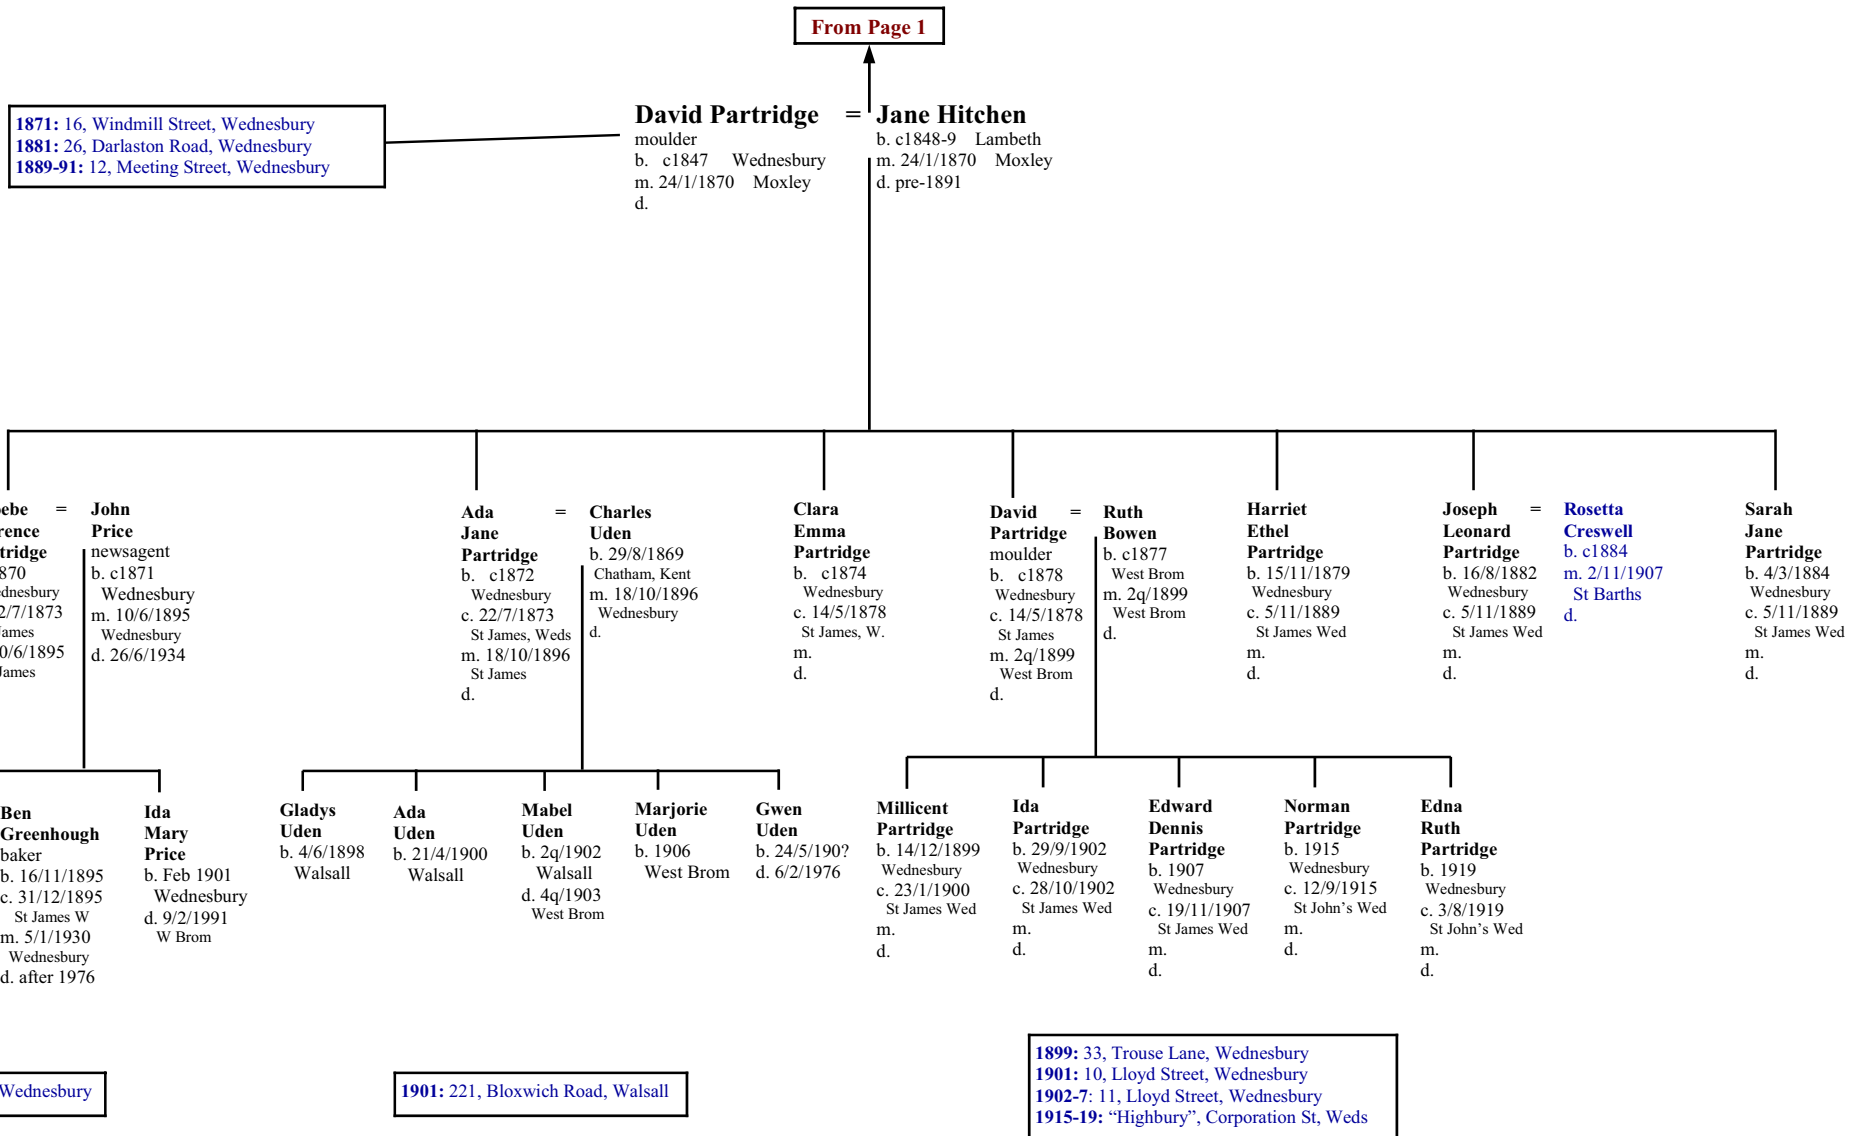 From Page 1
1871: 16, Windmill Street, Wednesbury
1881: 26, Darlaston Road, Wednesbury
1889-91: 12, Meeting Street, Wednesbury
David Partridge
moulder
b. c1847 Wednesbury
m. 24/1/1870 Moxley
d.
=
Jane Hitchen
b. c1848-9 Lambeth
m. 24/1/1870 Moxley
d. pre-1891
ebe
rence
tridge
870
dnesbury
2/7/1873
ames
0/6/1895
James
=
John
Price
newsagent
b. c1871
Wednesbury
m. 10/6/1895
Wednesbury
d. 26/6/1934
Ada
Jane
Partridge
b. c1872
Wednesbury
c. 22/7/1873
St James, Weds
m. 18/10/1896
St James
d.
=
Charles
Uden
b. 29/8/1869
Chatham, Kent
m. 18/10/1896
Wednesbury
d.
Clara
Emma
Partridge
b. c1874
Wednesbury
c. 14/5/1878
St James, W.
m.
d.
David
Partridge
moulder
b. c1878
Wednesbury
c. 14/5/1878
St James
m. 2q/1899
West Brom
d.
=
Ruth
Bowen
b. c1877
West Brom
m. 2q/1899
West Brom
d.
Harriet
Ethel
Partridge
b. 15/11/1879
Wednesbury
c. 5/11/1889
St James Wed
m.
d.
Joseph
Leonard
Partridge
b. 16/8/1882
Wednesbury
c. 5/11/1889
St James Wed
m.
d.
=
Rosetta
Creswell
b. c1884
m. 2/11/1907
St Barths
d.
Sarah
Jane
Partridge
b. 4/3/1884
Wednesbury
c. 5/11/1889
St James Wed
m.
d.
Ben
Greenhough
baker
b. 16/11/1895
c. 31/12/1895
St James W
m. 5/1/1930
Wednesbury
d. after 1976
Ida
Mary
Price
b. Feb 1901
Wednesbury
d. 9/2/1991
W Brom
Gladys
Uden
b. 4/6/1898
Walsall
Ada
Uden
b. 21/4/1900
Walsall
Mabel
Uden
b. 2q/1902
Walsall
d. 4q/1903
West Brom
Marjorie
Uden
b. 1906
West Brom
Gwen
Uden
b. 24/5/190?
d. 6/2/1976
Millicent
Partridge
b. 14/12/1899
Wednesbury
c. 23/1/1900
St James Wed
m.
d.
Ida
Partridge
b. 29/9/1902
Wednesbury
c. 28/10/1902
St James Wed
m.
d.
Edward
Dennis
Partridge
b. 1907
Wednesbury
c. 19/11/1907
St James Wed
m.
d.
Norman
Partridge
b. 1915
Wednesbury
c. 12/9/1915
St John’s Wed
m.
d.
Edna
Ruth
Partridge
b. 1919
Wednesbury
c. 3/8/1919
St John’s Wed
m.
d.
Wednesbury
1901: 221, Bloxwich Road, Walsall
1899: 33, Trouse Lane, Wednesbury
1901: 10, Lloyd Street, Wednesbury
1902-7: 11, Lloyd Street, Wednesbury
1915-19: “Highbury”, Corporation St, Weds